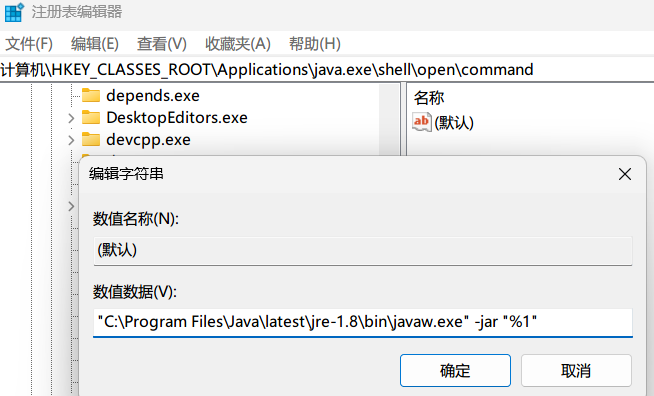 注册表编辑器
文件(F) 编辑(E) 查看(V) 收藏夹(A) 帮助(H)
计算机\HKEY_CLASSES_ROOT\Applications\java.exe\shell\open\command
depends.exe
DesktopEditors.exe
devcpp.exe
名称
ab (默认)
编辑字符串
数值名称(N):
(默认)
数值数据(V):
"C:\Program Files\Java\latest\jre-1.8\bin\javaw.exe" -jar "%1"
确定 取消